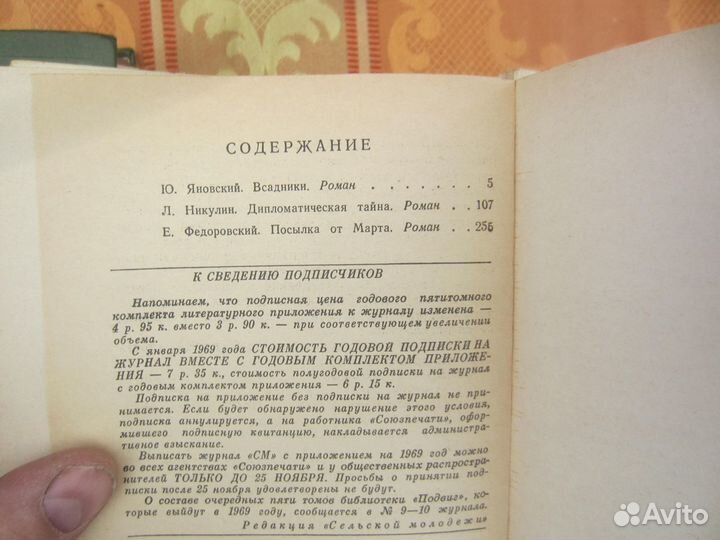 СОДЕРЖАНИЕ
Ю. Яновский. Всадники. Роман . . . . . . . 5
Л. Никулин. Дипломатическая тайна. Роман . . 107
Е. Федоровский. Посылка от Марта. Роман . . 255
К СВЕДЕНИЮ ПОДПИСЧИКОВ
Напоминаем, что подписная цена годового пятитомного
комплекта литературного приложения к журналу изменена —
4 р. 95 к. вместо 3 р. 90 к. — при соответствующем увеличении
объема.
С января 1969 года СТОИМОСТЬ ГОДОВОЙ ПОДПИСКИ НА
ЖУРНАЛ ВМЕСТЕ С ГОДОВЫМ КОМПЛЕКТОМ ПРИЛОЖЕ-
НИЯ — 7 р. 35 к., стоимость полугодовой подписки на журнал
с годовым комплектом приложения — 6 р. 15 к.
Подписка на приложение без подписки на журнал не при-
нимается. Если будет обнаружено нарушение этого условия,
подписка аннулируется, а на работника «Союзпечати», офор-
мившего подписную квитанцию, накладывается административ-
тивное взыскание.
Выписать журнал «СМ» с приложением на 1969 год можно
во всех агентствах «Союзпечати» и у общественных распростра-
нителей ТОЛЬКО ДО 25 НОЯБРЯ. Просьбы о принятии под-
писки после 25 ноября удовлетворены не будут.
О составе очередных пяти томов библиотеки «Подвиг», ко-
торые выйдут в 1969 году, сообщается в № 9—10 журнала.
Редакция «Сельской молодежи»
Avito